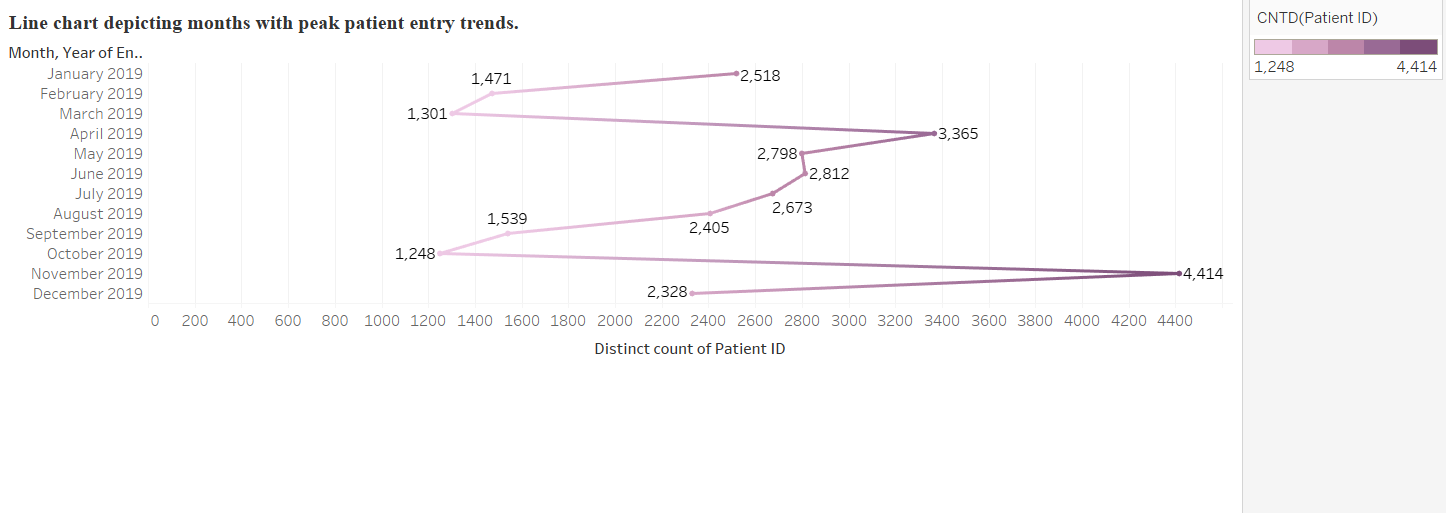 Line chart depicting months with peak patient entry trends.
Month, Year of En..
January 2019 2,518
February 2019 1,471
March 2019 1,301
April 2019 3,365
May 2019 2,798
June 2019 2,812
July 2019 2,673
August 2019 2,405
September 2019 1,539
October 2019 1,248
November 2019 4,414
December 2019 2,328
0 200 400 600 800 1000 1200 1400 1600 1800 2000 2200 2400 2600 2800 3000 3200 3400 3600 3800 4000 4200 4400
Distinct count of Patient ID
CNTD(Patient ID)
1,248 4,414